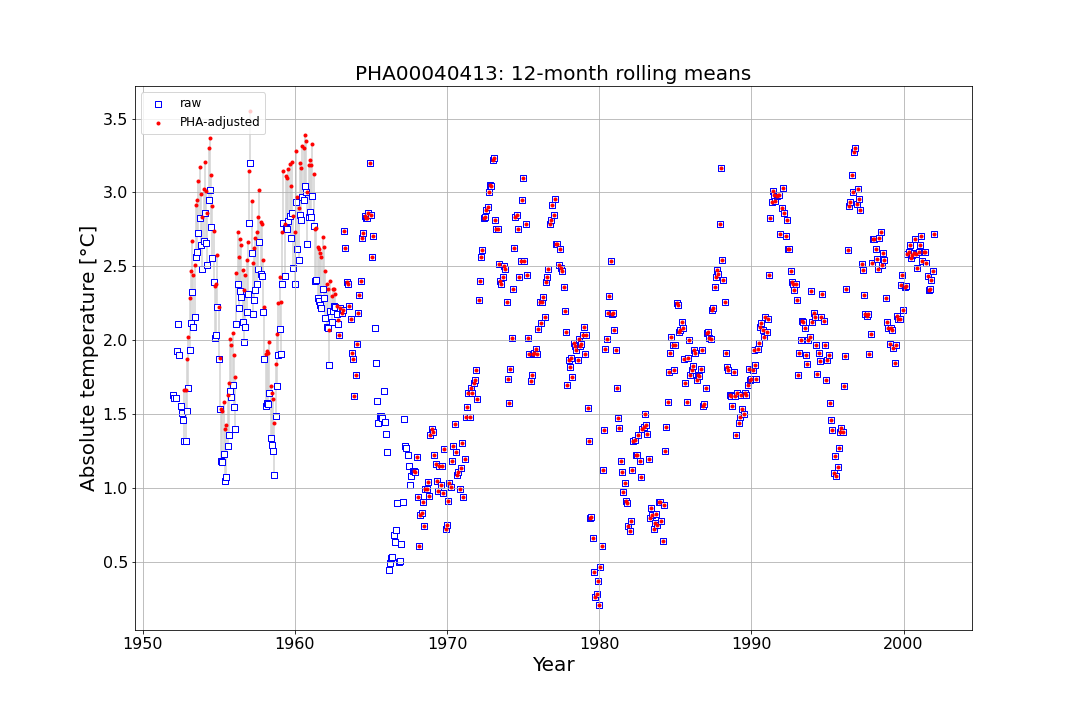 PHA00040413: 12-month rolling means
raw
PHA-adjusted
Absolute temperature [°C]
3.5
3.0
2.5
2.0
1.5
1.0
0.5
1950 1960 1970 1980 1990 2000
Year